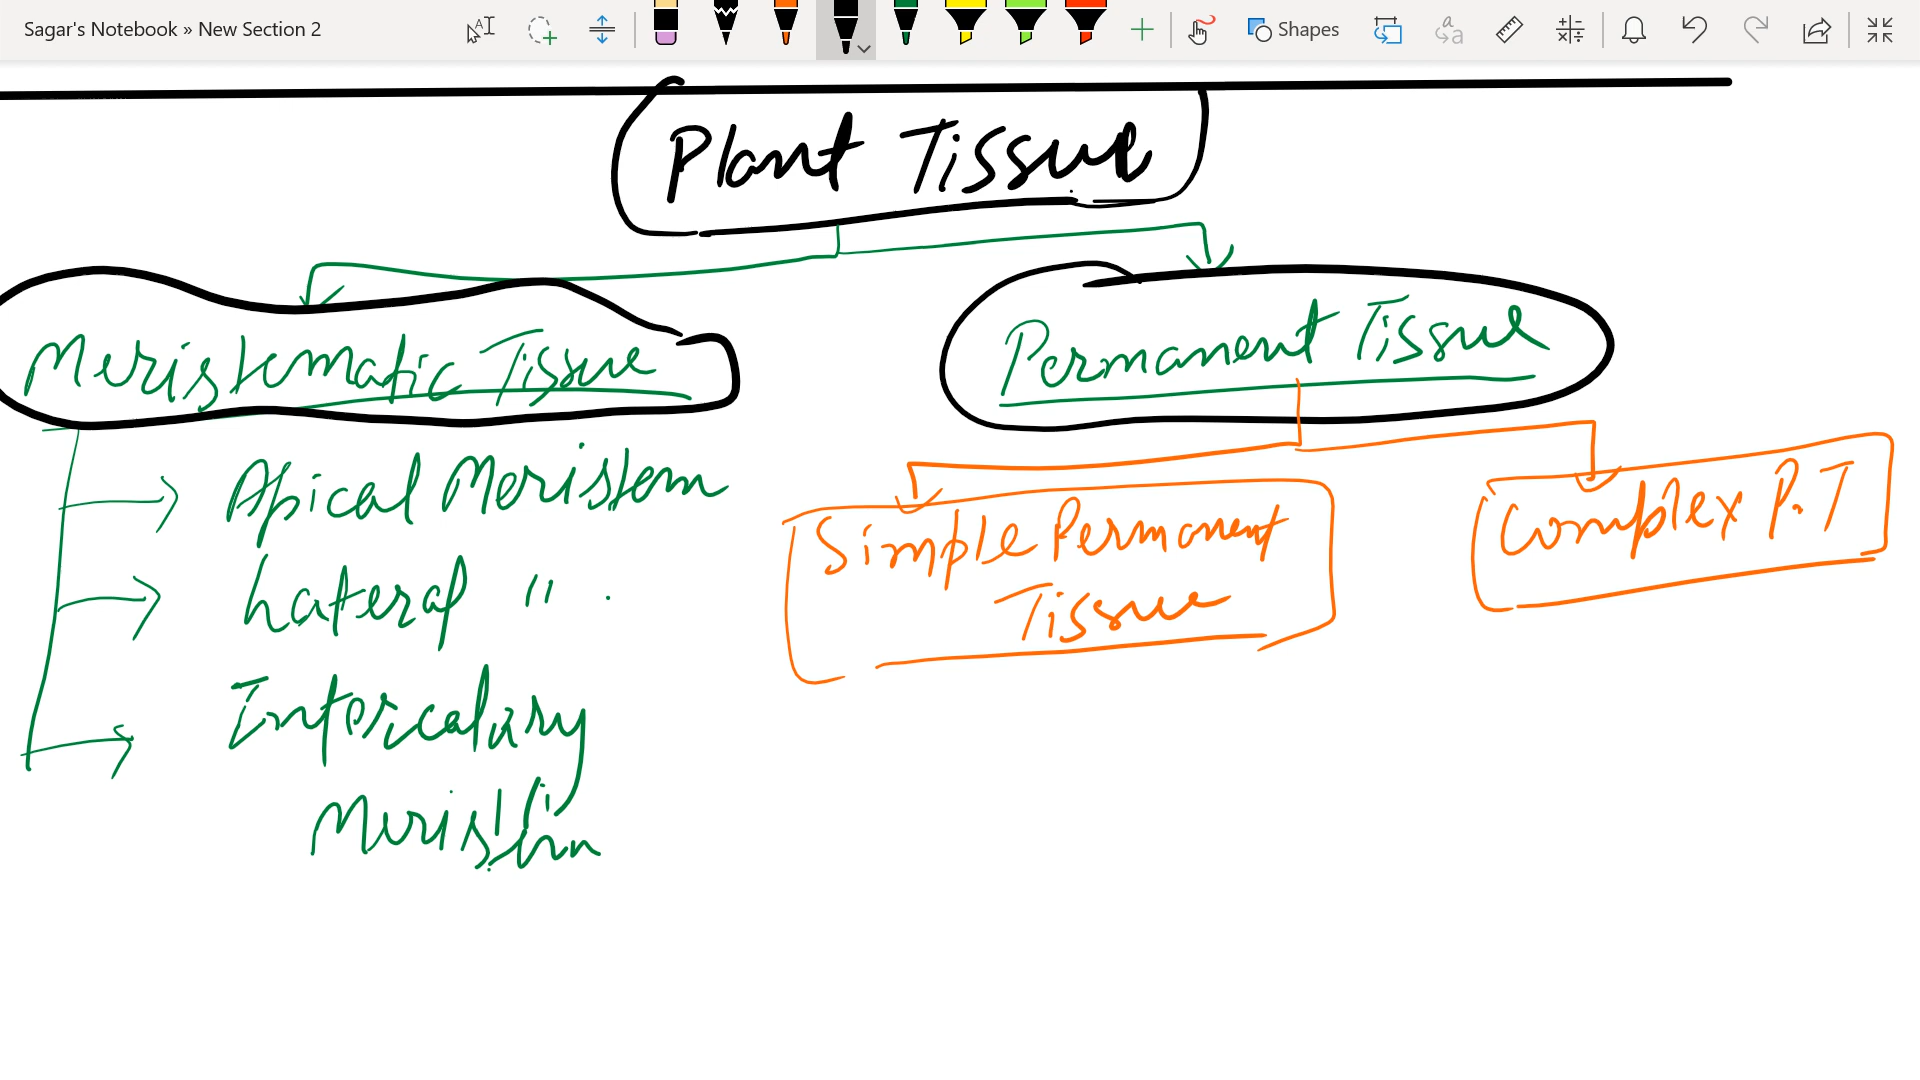 Sagar's Notebook » New Section 2
Shapes
Plant Tissue
Meristematic Tissue
Permanent Tissue
Apical Meristem
Lateral "
Intercalary
Meristem
Simple Permanent
Tissue
Complex P.T